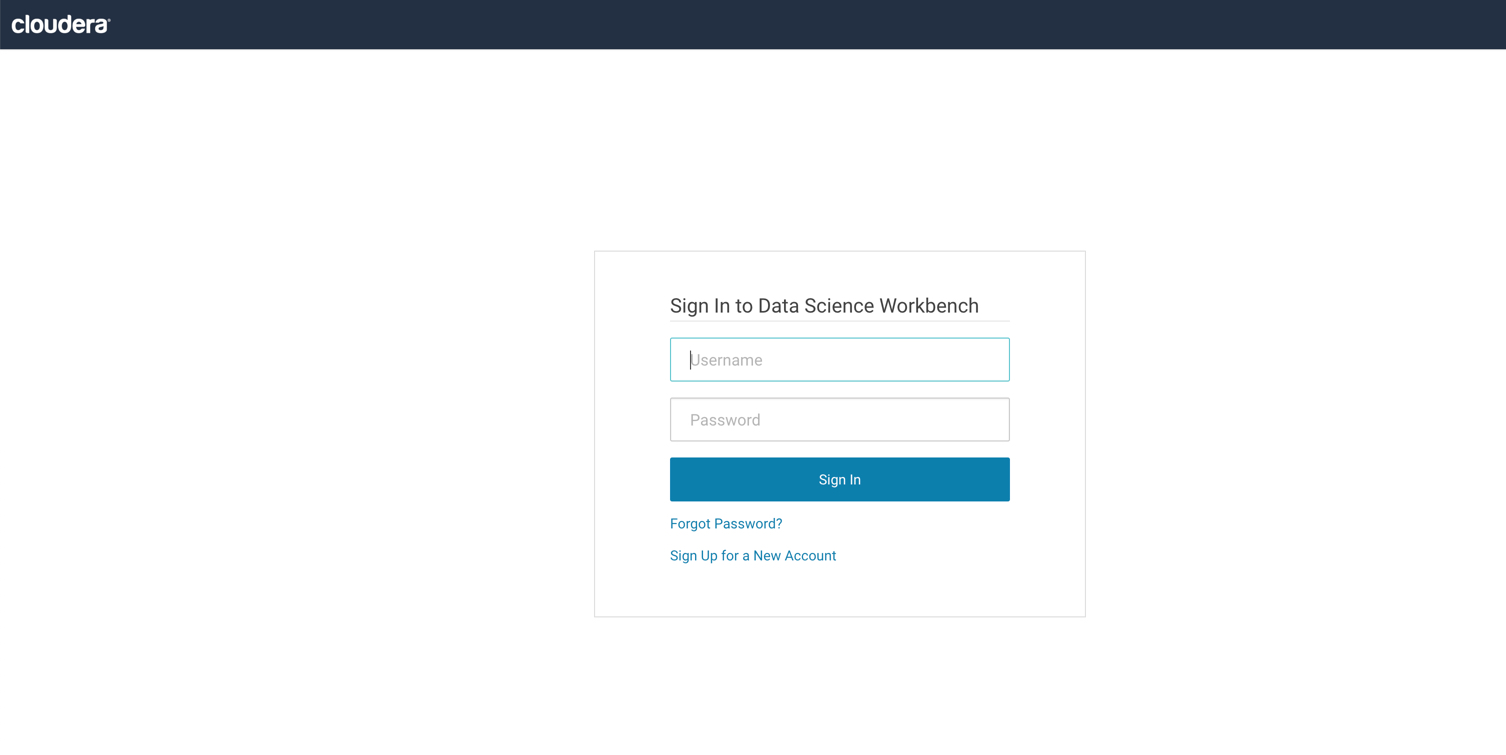 cloudera
Sign In to Data Science Workbench
Username
Password
Sign In
Forgot Password?
Sign Up for a New Account